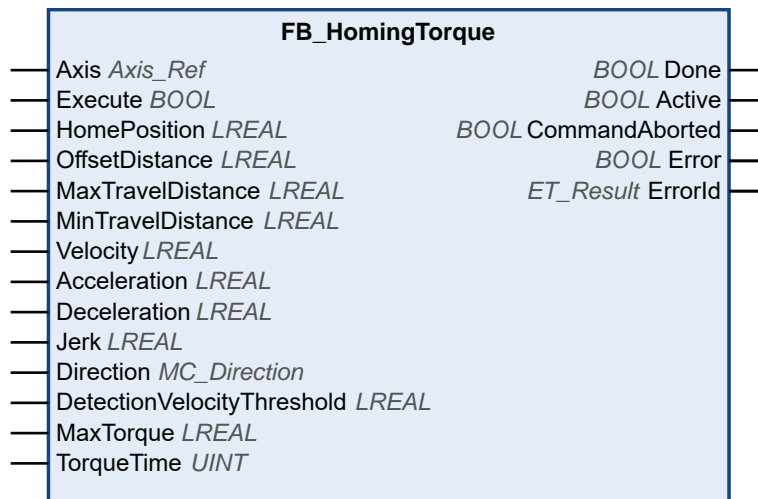 FB_HomingTorque
Axis Axis_Ref BOOL Done
Execute BOOL BOOL Active
HomePosition LREAL BOOL CommandAborted
OffsetDistance LREAL BOOL Error
MaxTravelDistance LREAL ET_Result ErrorId
MinTravelDistance LREAL
Velocity LREAL
Acceleration LREAL
Deceleration LREAL
Jerk LREAL
Direction MC_Direction
DetectionVelocityThreshold LREAL
MaxTorque LREAL
TorqueTime UINT